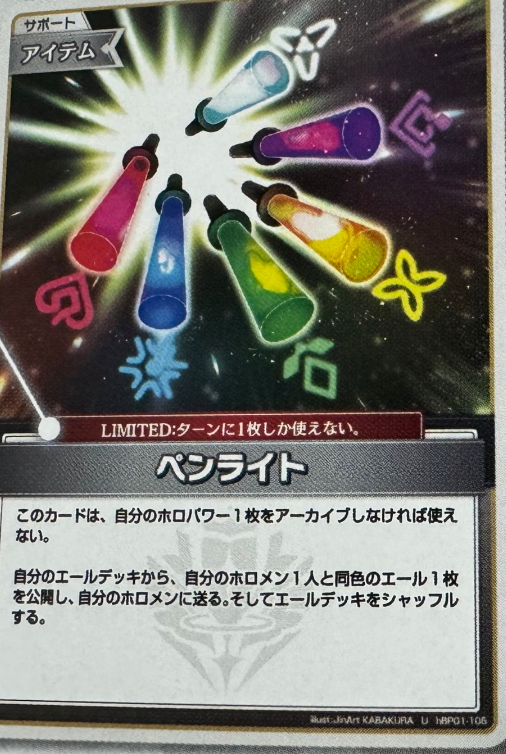 サポート
アイテム
LIMITED:ターンに1枚しか使えない。
ペンライト
このカードは、自分のホロパワー1枚をアーカイブしなければ使え
ない。
自分のエールデッキから、自分のホロメン1人と同色のエール1枚
を公開し、自分のホロメンに送る。そしてエールデッキをシャッフル
する。
illust:JinArt KABAKURA U hBP01-105